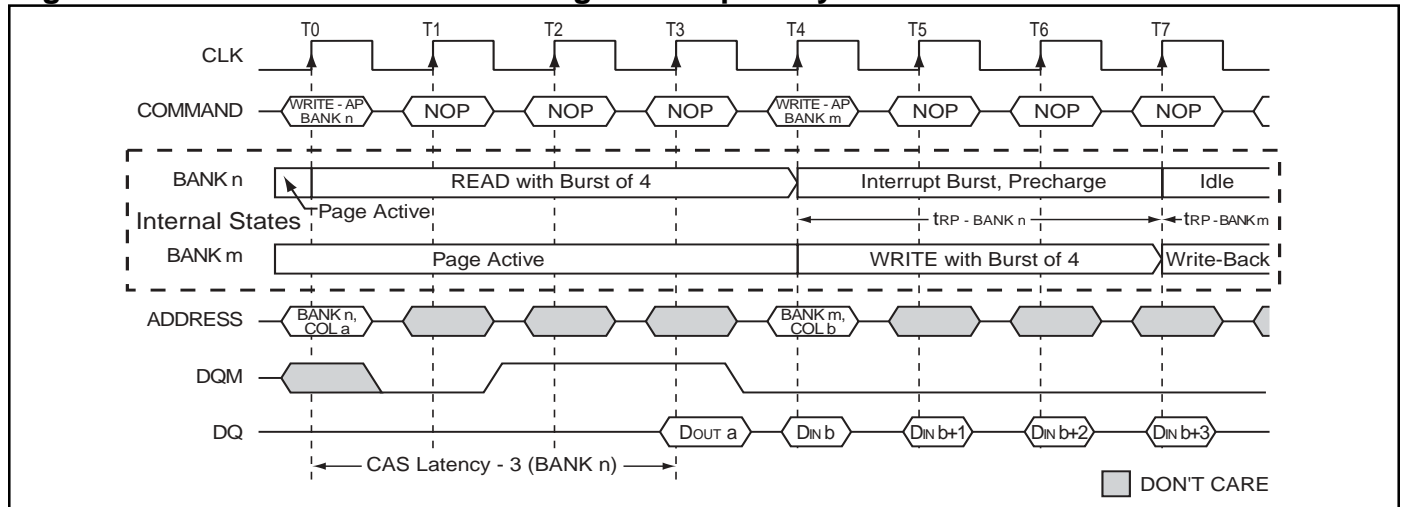 T0 T1 T2 T3 T4 T5 T6 T7
CLK
COMMAND WRITE - AP BANK n NOP NOP NOP WRITE - AP BANK m NOP NOP NOP
BANK n READ with Burst of 4 Interrupt Burst, Precharge Idle
Internal States Page Active tRP - BANK n tRP - BANK m
BANK m Page Active WRITE with Burst of 4 Write-Back
ADDRESS BANK n, COL a BANK m, COL b
DQM
DQ DOUT a DIN b DIN b+1 DIN b+2 DIN b+3
CAS Latency - 3 (BANK n)
DON'T CARE